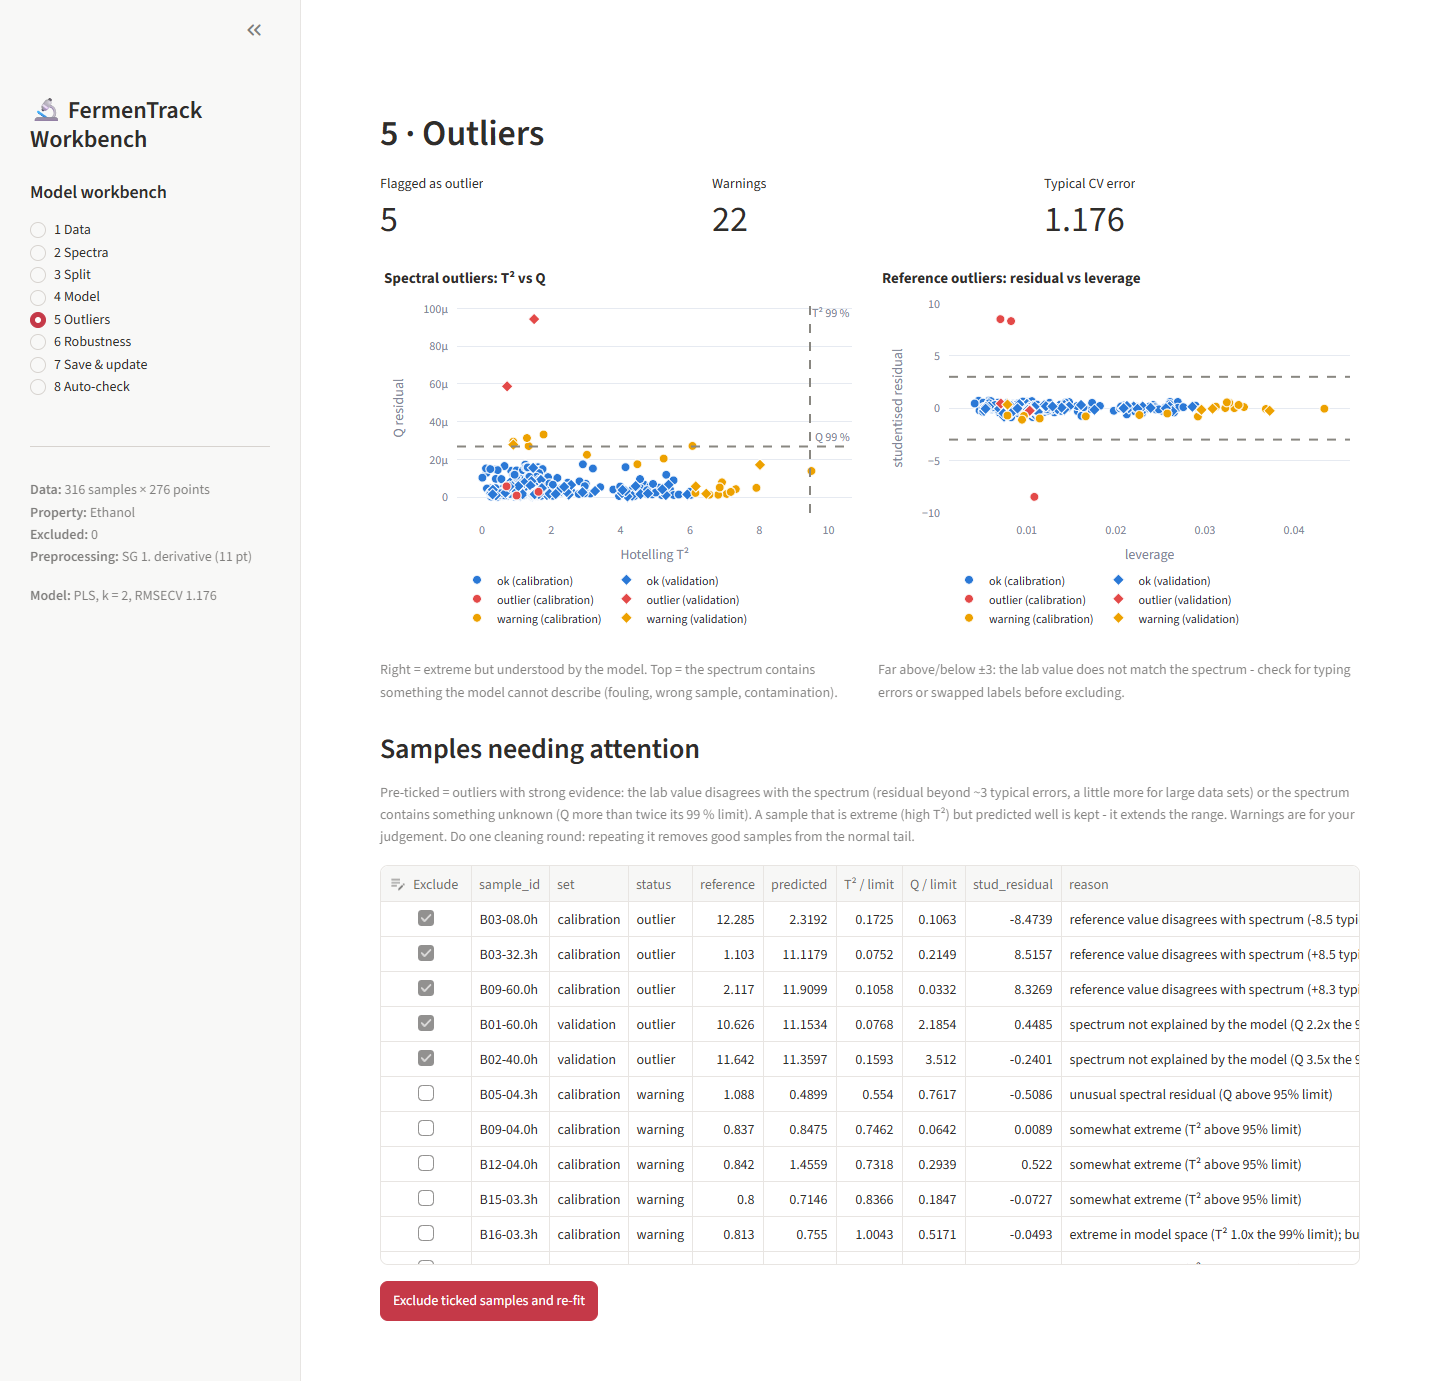 FermenTrack
Workbench
Model workbench
1 Data
2 Spectra
3 Split
4 Model
5 Outliers
6 Robustness
7 Save & update
8 Auto-check
Data: 316 samples × 276 points
Property: Ethanol
Excluded: 0
Preprocessing: SG 1. derivative (11 pt)
Model: PLS, k = 2, RMSECV 1.176
5 · Outliers
Flagged as outlier
5
Warnings
22
Typical CV error
1.176
Spectral outliers: T² vs Q
100µ
80µ
60µ
40µ
20µ
0
Q residual
T² 99 %
Q 99 %
0 2 4 6 8 10
Hotelling T²
ok (calibration) ok (validation)
outlier (calibration) outlier (validation)
warning (calibration) warning (validation)
Reference outliers: residual vs leverage
10
5
0
−5
−10
studentised residual
0.01 0.02 0.03 0.04
leverage
ok (calibration) ok (validation)
outlier (calibration) outlier (validation)
warning (calibration) warning (validation)
Right = extreme but understood by the model. Top = the spectrum contains
something the model cannot describe (fouling, wrong sample, contamination).
Far above/below ±3: the lab value does not match the spectrum - check for typing
errors or swapped labels before excluding.
Samples needing attention
Pre-ticked = outliers with strong evidence: the lab value disagrees with the spectrum (residual beyond ~3 typical errors, a little more for large data sets) or the spectrum
contains something unknown (Q more than twice its 99 % limit). A sample that is extreme (high T²) but predicted well is kept - it extends the range. Warnings are for your
judgement. Do one cleaning round: repeating it removes good samples from the normal tail.
Exclude sample_id set status reference predicted T² / limit Q / limit stud_residual reason
B03-08.0h calibration outlier 12.285 2.3192 0.1725 0.1063 -8.4739 reference value disagrees with spectrum (-8.5 typi
B03-32.3h calibration outlier 1.103 11.1179 0.0752 0.2149 8.5157 reference value disagrees with spectrum (+8.5 typi
B09-60.0h calibration outlier 2.117 11.9099 0.1058 0.0332 8.3269 reference value disagrees with spectrum (+8.3 typi
B01-60.0h validation outlier 10.626 11.1534 0.0768 2.1854 0.4485 spectrum not explained by the model (Q 2.2x the 9
B02-40.0h validation outlier 11.642 11.3597 0.1593 3.512 -0.2401 spectrum not explained by the model (Q 3.5x the 9
B05-04.3h calibration warning 1.088 0.4899 0.554 0.7617 -0.5086 unusual spectral residual (Q above 95% limit)
B09-04.0h calibration warning 0.837 0.8475 0.7462 0.0642 0.0089 somewhat extreme (T² above 95% limit)
B12-04.0h calibration warning 0.842 1.4559 0.7318 0.2939 0.522 somewhat extreme (T² above 95% limit)
B15-03.3h calibration warning 0.8 0.7146 0.8366 0.1847 -0.0727 somewhat extreme (T² above 95% limit)
B16-03.3h calibration warning 0.813 0.755 1.0043 0.5171 -0.0493 extreme in model space (T² 1.0x the 99% limit); bu
Exclude ticked samples and re-fit